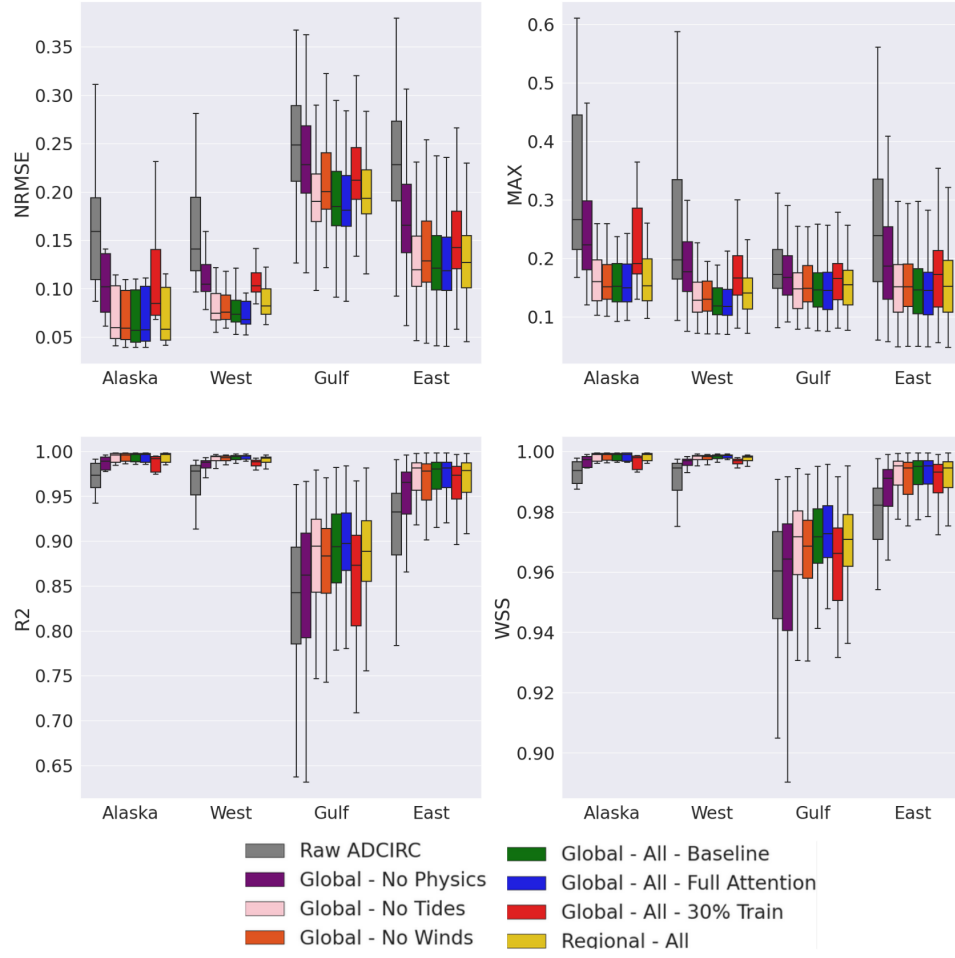 NRMSE
0.35
0.30
0.25
0.20
0.15
0.10
0.05
Alaska West Gulf East
MAX
0.6
0.5
0.4
0.3
0.2
0.1
Alaska West Gulf East
R2
1.00
0.95
0.90
0.85
0.80
0.75
0.70
0.65
Alaska West Gulf East
WSS
1.00
0.98
0.96
0.94
0.92
0.90
Alaska West Gulf East
Raw ADCIRC
Global - No Physics
Global - No Tides
Global - No Winds
Global - All - Baseline
Global - All - Full Attention
Global - All - 30% Train
Regional - All